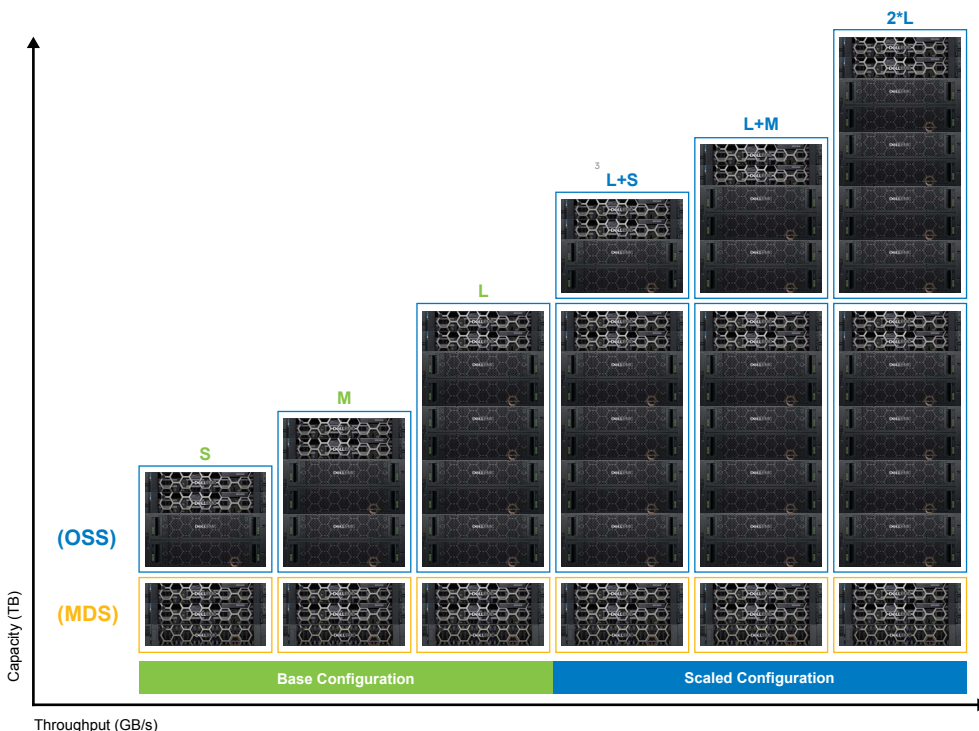 2*L
L+M
3
L+S
L
M
S
(OSS)
(MDS)
Capacity (TB)
Base Configuration
Scaled Configuration
Throughput (GB/s)